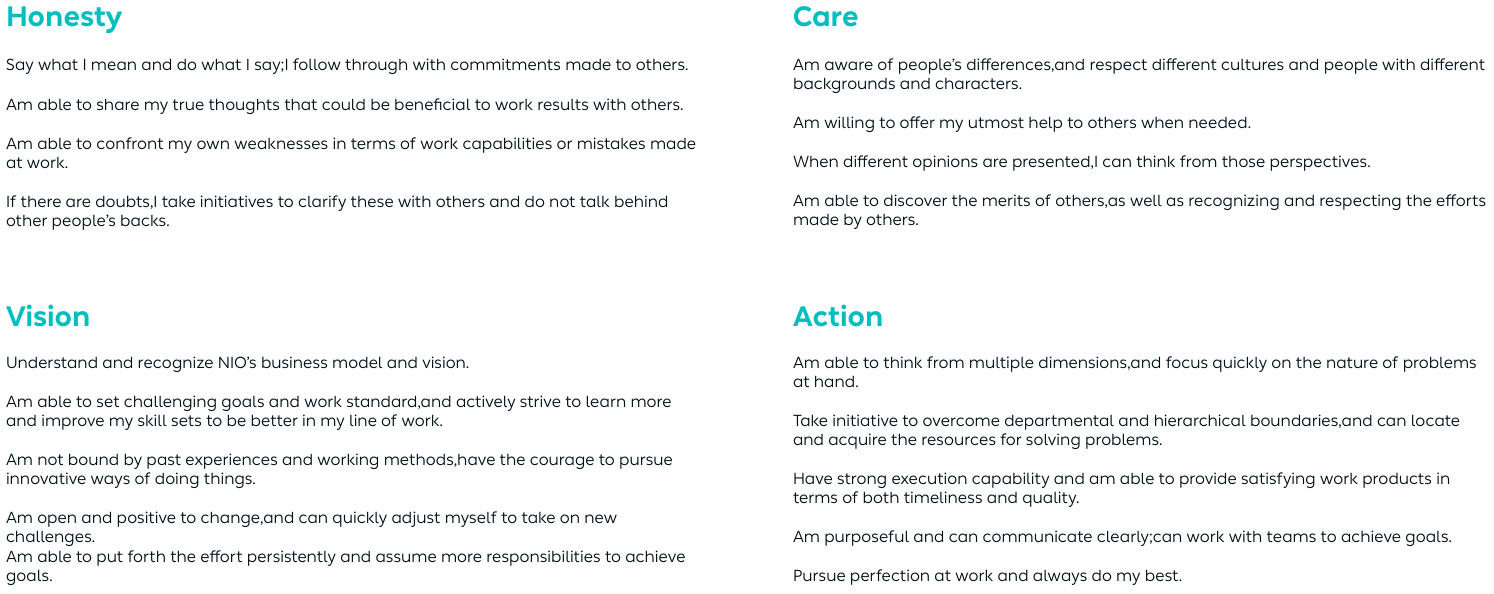 Honesty
Say what I mean and do what I say;I follow through with commitments made to others.
Am able to share my true thoughts that could be beneficial to work results with others.
Am able to confront my own weaknesses in terms of work capabilities or mistakes made
at work.
If there are doubts,I take initiatives to clarify these with others and do not talk behind
other people's backs.
Care
Am aware of people's differences,and respect different cultures and people with different
backgrounds and characters.
Am willing to offer my utmost help to others when needed.
When different opinions are presented,I can think from those perspectives.
Am able to discover the merits of others,as well as recognizing and respecting the efforts
made by others.
Vision
Understand and recognize NIO's business model and vision.
Am able to set challenging goals and work standard,and actively strive to learn more
and improve my skill sets to be better in my line of work.
Am not bound by past experiences and working methods,have the courage to pursue
innovative ways of doing things.
Am open and positive to change,and can quickly adjust myself to take on new
challenges.
Am able to put forth the effort persistently and assume more responsibilities to achieve
goals.
Action
Am able to think from multiple dimensions,and focus quickly on the nature of problems
at hand.
Take initiative to overcome departmental and hierarchical boundaries,and can locate
and acquire the resources for solving problems.
Have strong execution capability and am able to provide satisfying work products in
terms of both timeliness and quality.
Am purposeful and can communicate clearly;can work with teams to achieve goals.
Pursue perfection at work and always do my best.